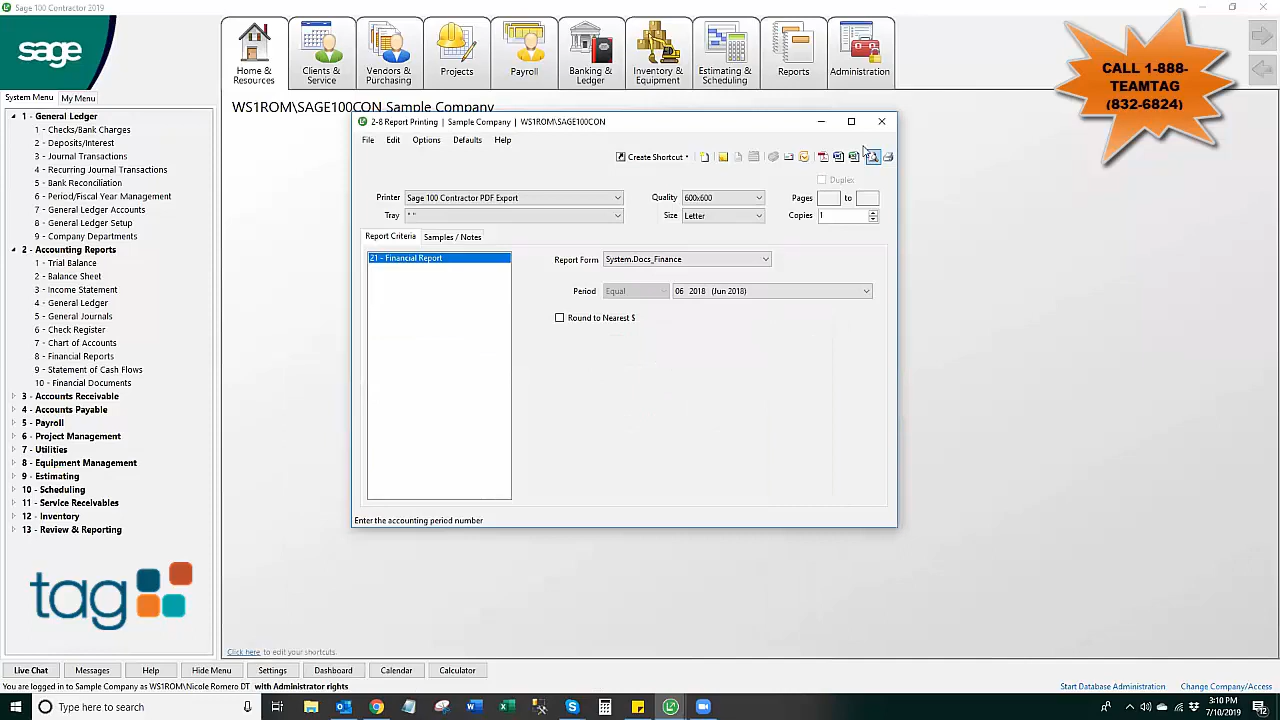 Sage 100 Contractor 2019
sage
Home & Resources
Clients & Service
Vendors & Purchasing
Projects
Payroll
Banking & Ledger
Inventory & Equipment
Estimating & Scheduling
Reports
Administration
CALL 1-888-
TEAMTAG
(832-6824)
System Menu
My Menu
WS1ROM\SAGE100CON Sample Company
1 - General Ledger
1 - Checks/Bank Charges
2 - Deposits/Interest
3 - Journal Transactions
4 - Recurring Journal Transactions
5 - Bank Reconciliation
6 - Period/Fiscal Year Management
7 - General Ledger Accounts
8 - General Ledger Setup
9 - Company Departments
2 - Accounting Reports
1 - Trial Balance
2 - Balance Sheet
3 - Income Statement
4 - General Ledger
5 - General Journals
6 - Check Register
7 - Chart of Accounts
8 - Financial Reports
9 - Statement of Cash Flows
10 - Financial Documents
3 - Accounts Receivable
4 - Accounts Payable
5 - Payroll
6 - Project Management
7 - Utilities
8 - Equipment Management
9 - Estimating
10 - Scheduling
11 - Service Receivables
12 - Inventory
13 - Review & Reporting
tag
2-8 Report Printing | Sample Company | WS1ROM\SAGE100CON
File Edit Options Defaults Help
Create Shortcut
Duplex
Printer Sage 100 Contractor PDF Export Quality 600x600 Pages to
Tray " " Size Letter Copies 1
Report Criteria Samples / Notes
21 - Financial Report
Report Form System.Docs_Finance
Period Equal 06 2018 (Jun 2018)
Round to Nearest $
Enter the accounting period number
Click here to edit your shortcuts.
Live Chat Messages Help Hide Menu Settings Dashboard Calendar Calculator
You are logged in to Sample Company as WS1ROM\Nicole Romero DT with Administrator rights
Start Database Administration Change Company/Access
Type here to search
3:10 PM
7/10/2019